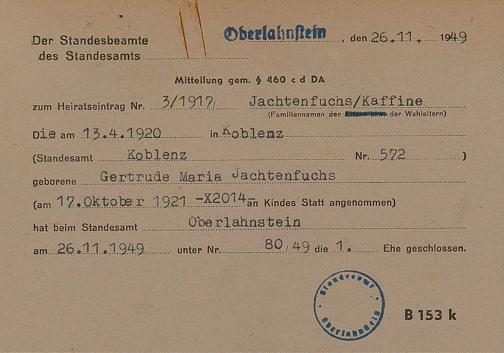 Der Standesbeamte
des Standesamts
Oberlahnstein, den 26.11. 1949
Mitteilung gem. § 460 c d DA
zum Heiratseintrag Nr. 3/1917, Jachtenfuchs/Kaffine
(Familiennamen der Eltern bzw. der Wahleltern)
Die am 13.4.1920 in Koblenz
(Standesamt Koblenz Nr. 572 )
geborene Gertrude Maria Jachtenfuchs
(am 17.Oktober 1921 -X2014- an Kindes Statt angenommen)
hat beim Standesamt Oberlahnstein
am 26.11.1949 unter Nr. 80/49 die 1. Ehe geschlossen.
Standesamt
Oberlahnstein
B 153 k